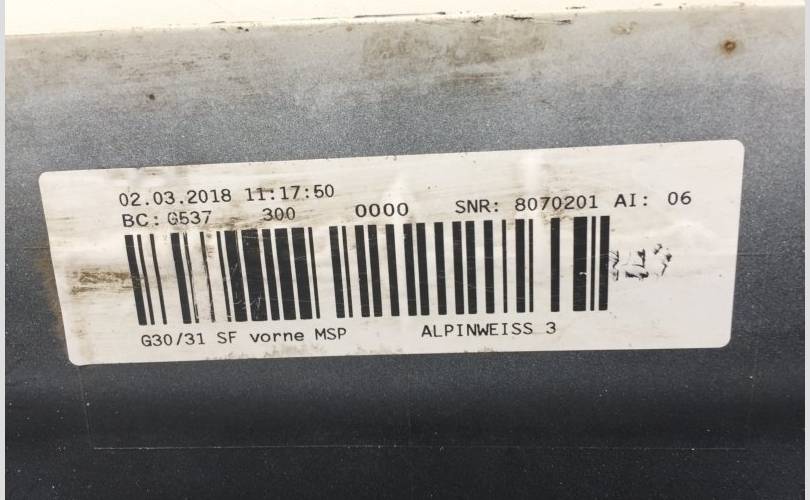 02.03.2018 11:17:50
BC: G537 300 0000 SNR: 8070201 AI: 06
G30/31 SF vorne MSP ALPINWEISS 3